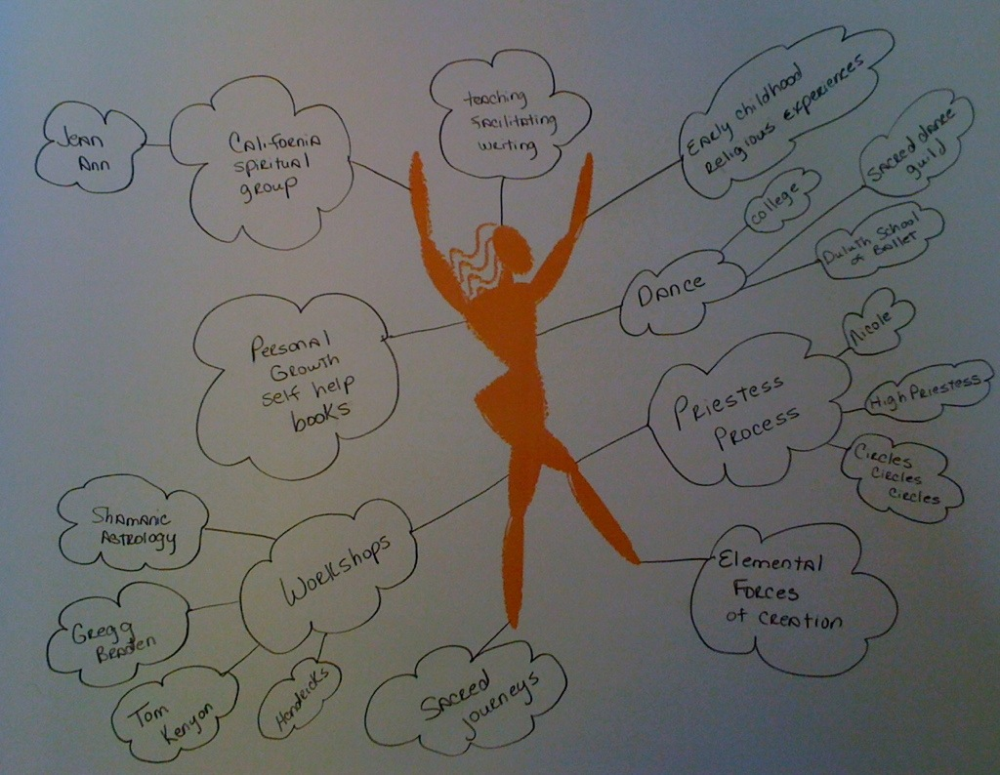 Jean
Ann
California
spiritual
group
teaching
facilitating
writing
Early childhood
religious experiences
Sacred dance
guild
college
Duluth School
of Ballet
Dance
Personal
Growth
self help
books
Priestess
Process
Nicole
High Priestess
Circles
Circles
Circles
Shamanic
Astrology
Workshops
Gregg
Braden
Tom
Kenyon
Hendricks
Sacred
Journeys
Elemental
Forces
of Creation